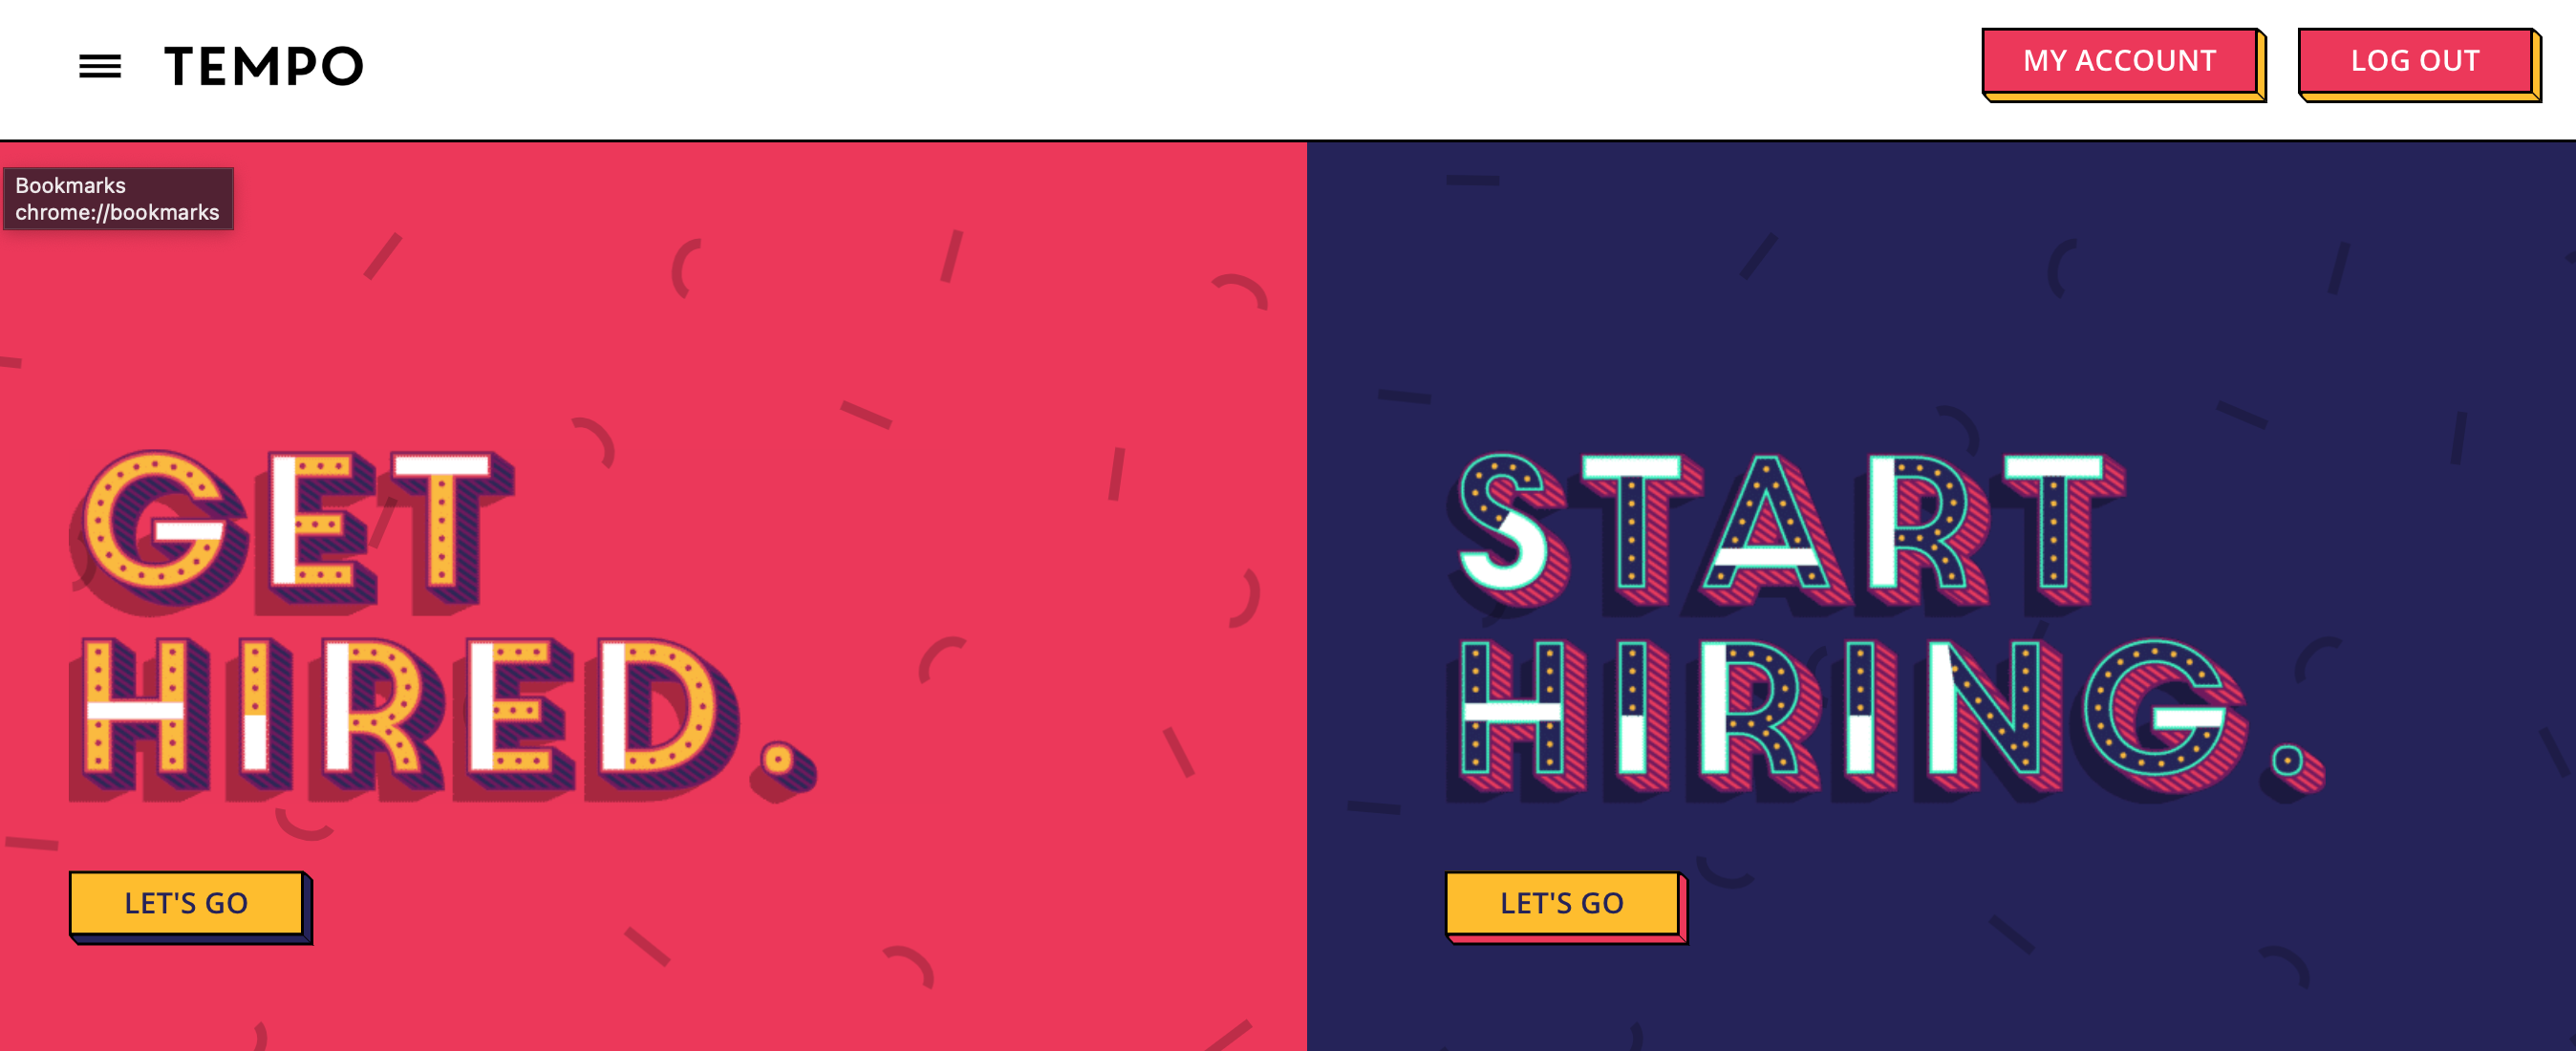 TEMPO
MY ACCOUNT
LOG OUT
Bookmarks
chrome://bookmarks
GET
HIRED.
LET'S GO
START
HIRING.
LET'S GO